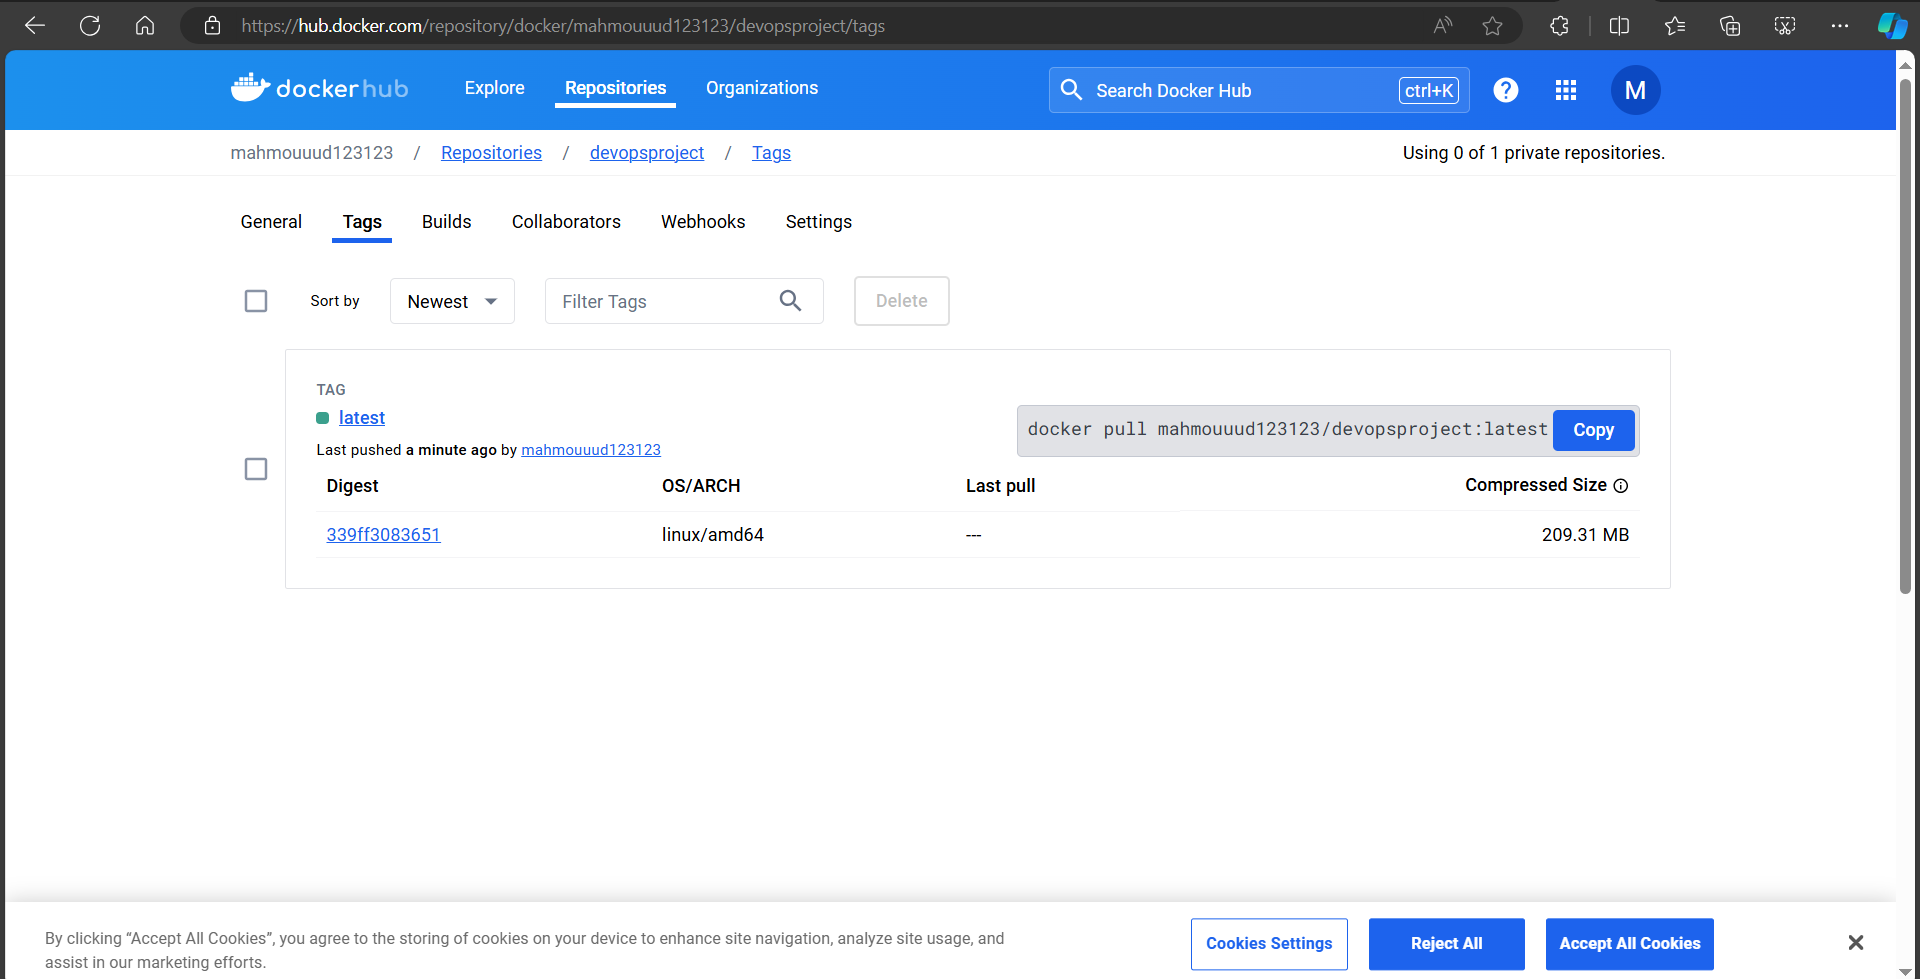 https://hub.docker.com/repository/docker/mahmouuud123123/devopsproject/tags
dockerhub Explore Repositories Organizations Search Docker Hub ctrl+K ? M
mahmouuud123123 / Repositories / devopsproject / Tags Using 0 of 1 private repositories.
General Tags Builds Collaborators Webhooks Settings
Sort by Newest Filter Tags Delete
TAG
latest
docker pull mahmouuud123123/devopsproject:latest Copy
Last pushed a minute ago by mahmouuud123123
Digest OS/ARCH Last pull Compressed Size
339ff3083651 linux/amd64 --- 209.31 MB
By clicking “Accept All Cookies”, you agree to the storing of cookies on your device to enhance site navigation, analyze site usage, and
assist in our marketing efforts.
Cookies Settings Reject All Accept All Cookies